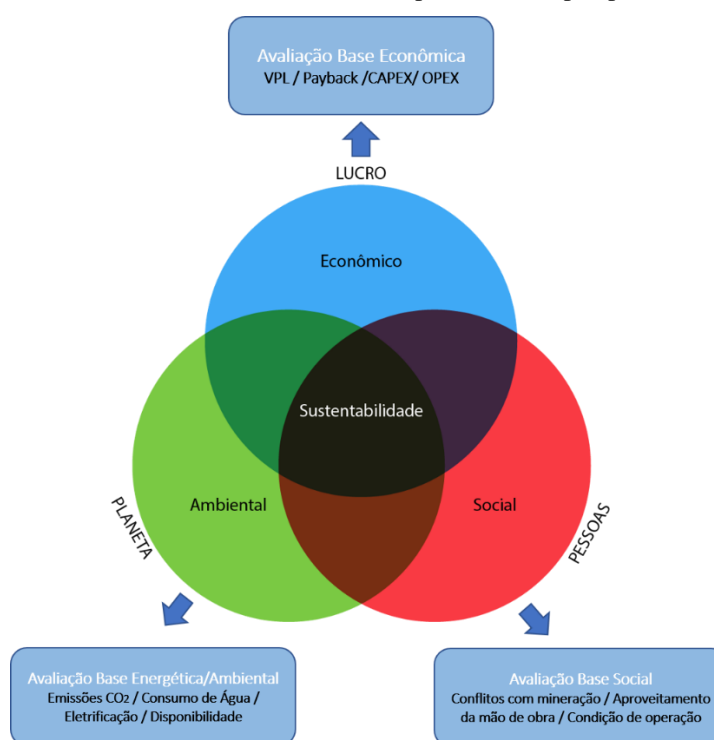 Avaliação Base Econômica
VPL / Payback /CAPEX/ OPEX
LUCRO
Econômico
Sustentabilidade
Ambiental
Social
PLANETA
PESSOAS
Avaliação Base Energética/Ambiental
Emissões CO2 / Consumo de Água /
Eletrificação / Disponibilidade
Avaliação Base Social
Conflitos com mineração / Aproveitamento
da mão de obra / Condição de operação